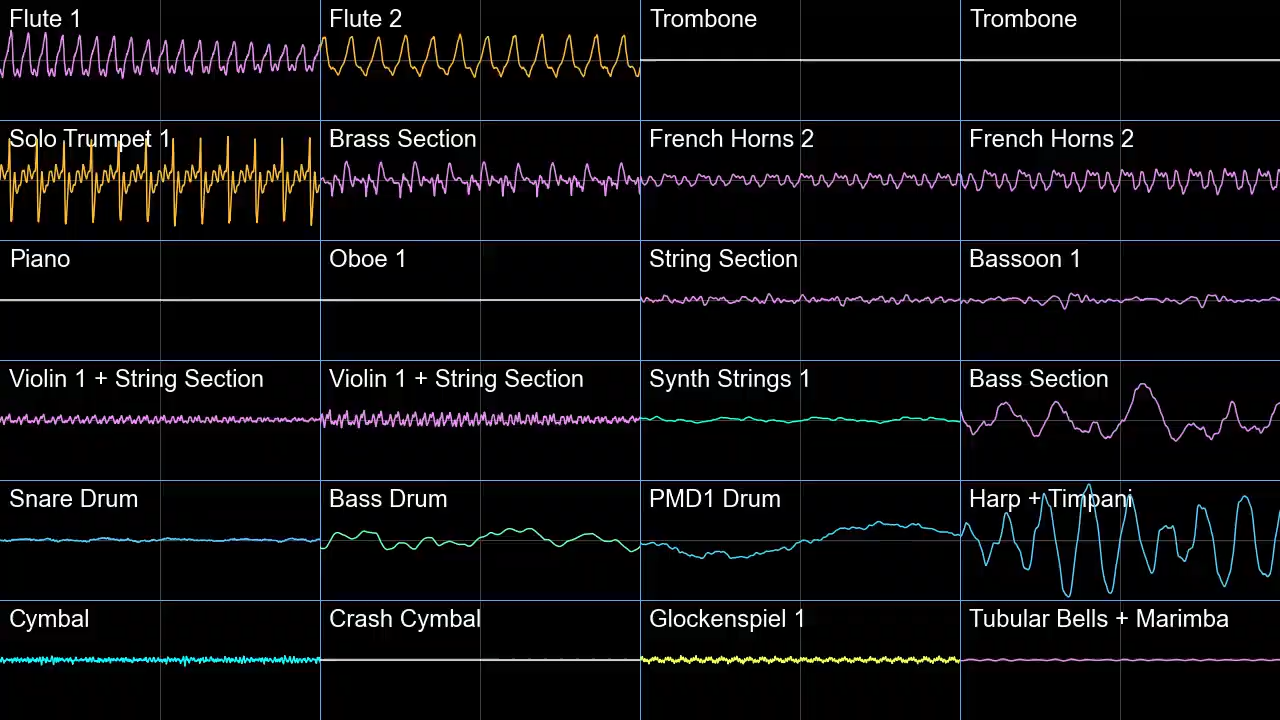 Flute 1
Flute 2
Trombone
Trombone
Solo Trumpet 1
Brass Section
French Horns 2
French Horns 2
Piano
Oboe 1
String Section
Bassoon 1
Violin 1 + String Section
Violin 1 + String Section
Synth Strings 1
Bass Section
Snare Drum
Bass Drum
PMD1 Drum
Harp + Timpani
Cymbal
Crash Cymbal
Glockenspiel 1
Tubular Bells + Marimba